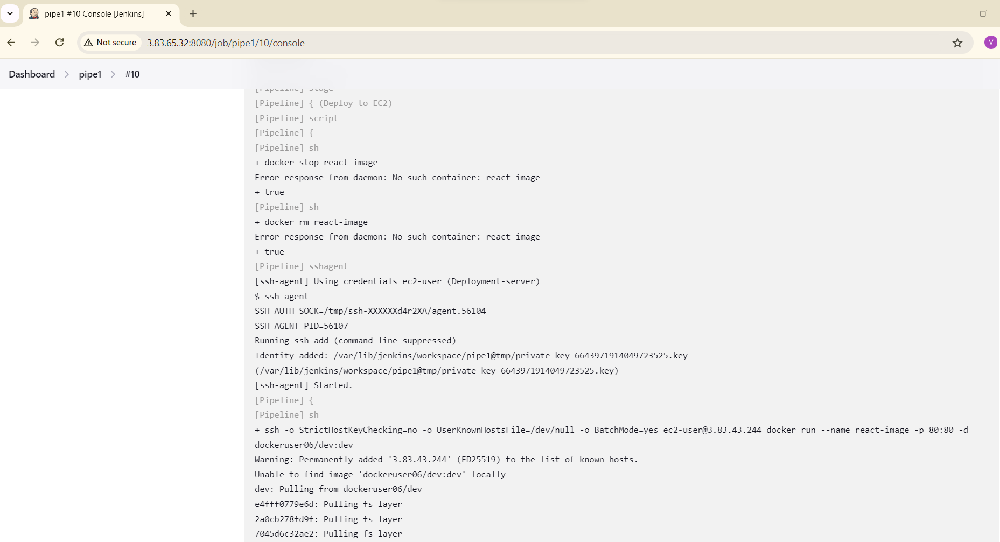 pipe1 #10 Console [Jenkins]
Not secure
3.83.65.32:8080/job/pipe1/10/console
V
Dashboard
pipe1
#10
[Pipeline] stage
[Pipeline] { (Deploy to EC2)
[Pipeline] script
[Pipeline] {
[Pipeline] sh
+ docker stop react-image
Error response from daemon: No such container: react-image
+ true
[Pipeline] sh
+ docker rm react-image
Error response from daemon: No such container: react-image
+ true
[Pipeline] sshagent
[ssh-agent] Using credentials ec2-user (Deployment-server)
$ ssh-agent
SSH_AUTH_SOCK=/tmp/ssh-XXXXXXd4r2XA/agent.56104
SSH_AGENT_PID=56107
Running ssh-add (command line suppressed)
Identity added: /var/lib/jenkins/workspace/pipe1@tmp/private_key_6643971914049723525.key
(/var/lib/jenkins/workspace/pipe1@tmp/private_key_6643971914049723525.key)
[ssh-agent] Started.
[Pipeline] {
[Pipeline] sh
+ ssh -o StrictHostKeyChecking=no -o UserKnownHostsFile=/dev/null -o BatchMode=yes ec2-user@3.83.43.244 docker run --name react-image -p 80:80 -d
dockeruser06/dev:dev
Warning: Permanently added '3.83.43.244' (ED25519) to the list of known hosts.
Unable to find image 'dockeruser06/dev:dev' locally
dev: Pulling from dockeruser06/dev
e4fff0779e6d: Pulling fs layer
2a0cb278fd9f: Pulling fs layer
7045d6c32ae2: Pulling fs layer